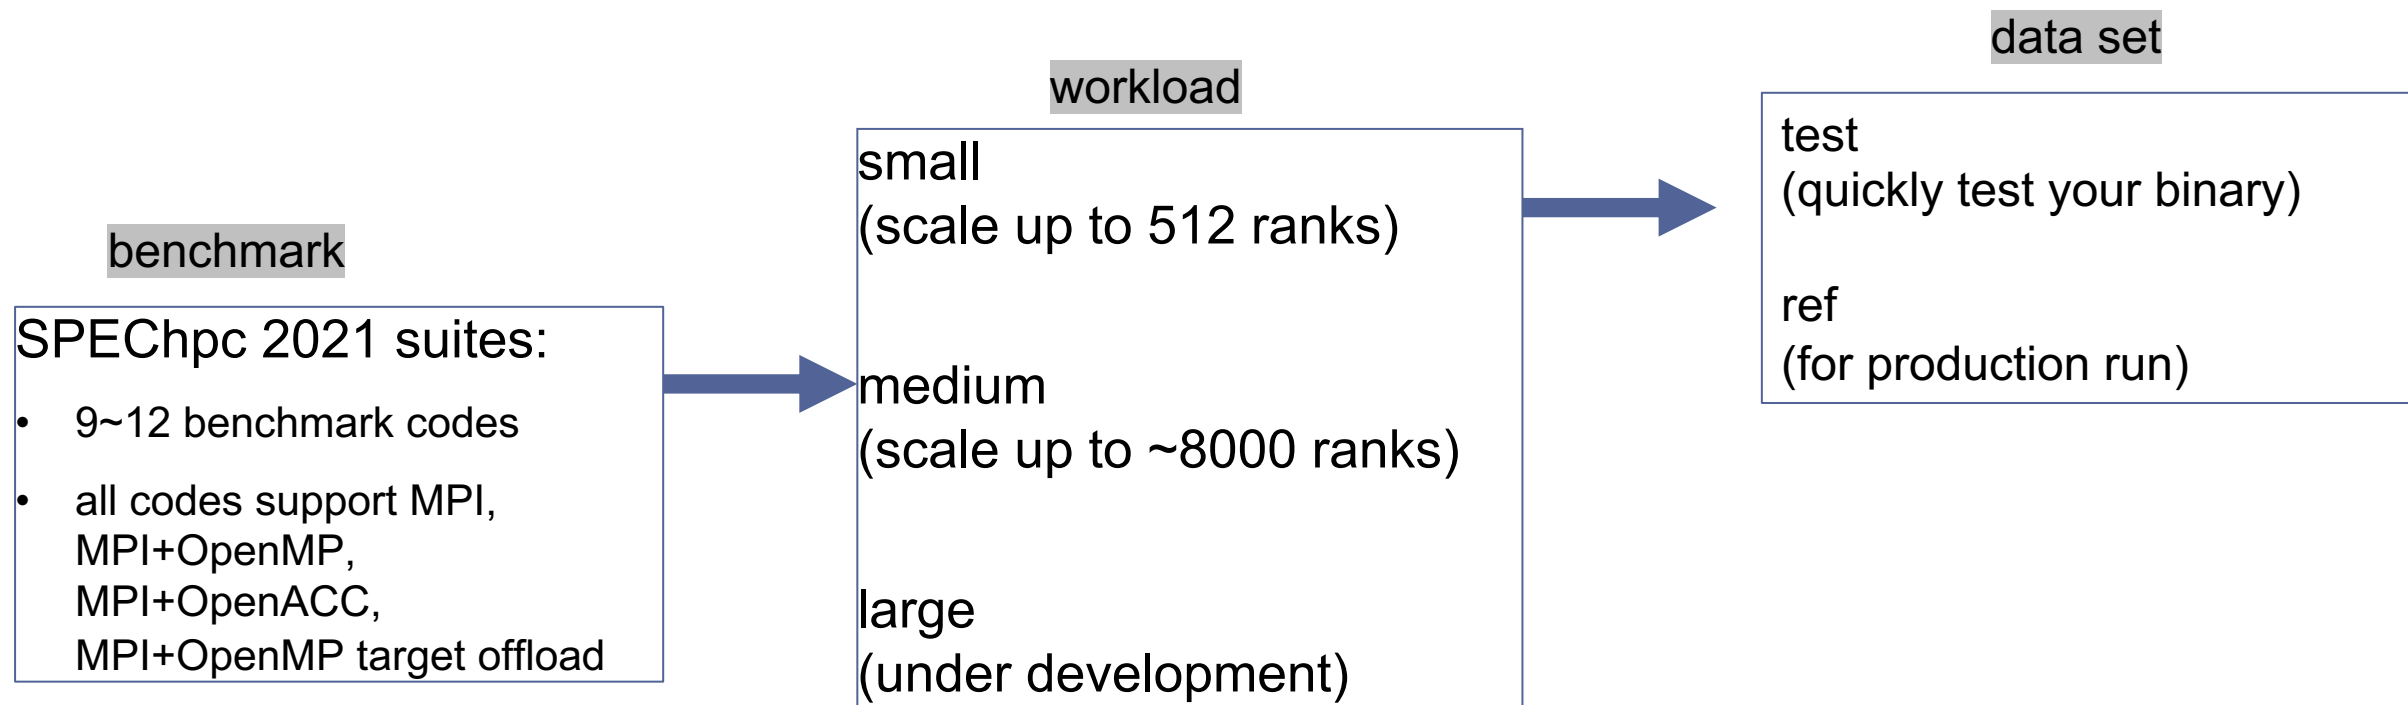 benchmark
SPEChpc 2021 suites:
• 9~12 benchmark codes
• all codes support MPI,
MPI+OpenMP,
MPI+OpenACC,
MPI+OpenMP target offload
workload
small
(scale up to 512 ranks)
medium
(scale up to ~8000 ranks)
large
(under development)
data set
test
(quickly test your binary)
ref
(for production run)